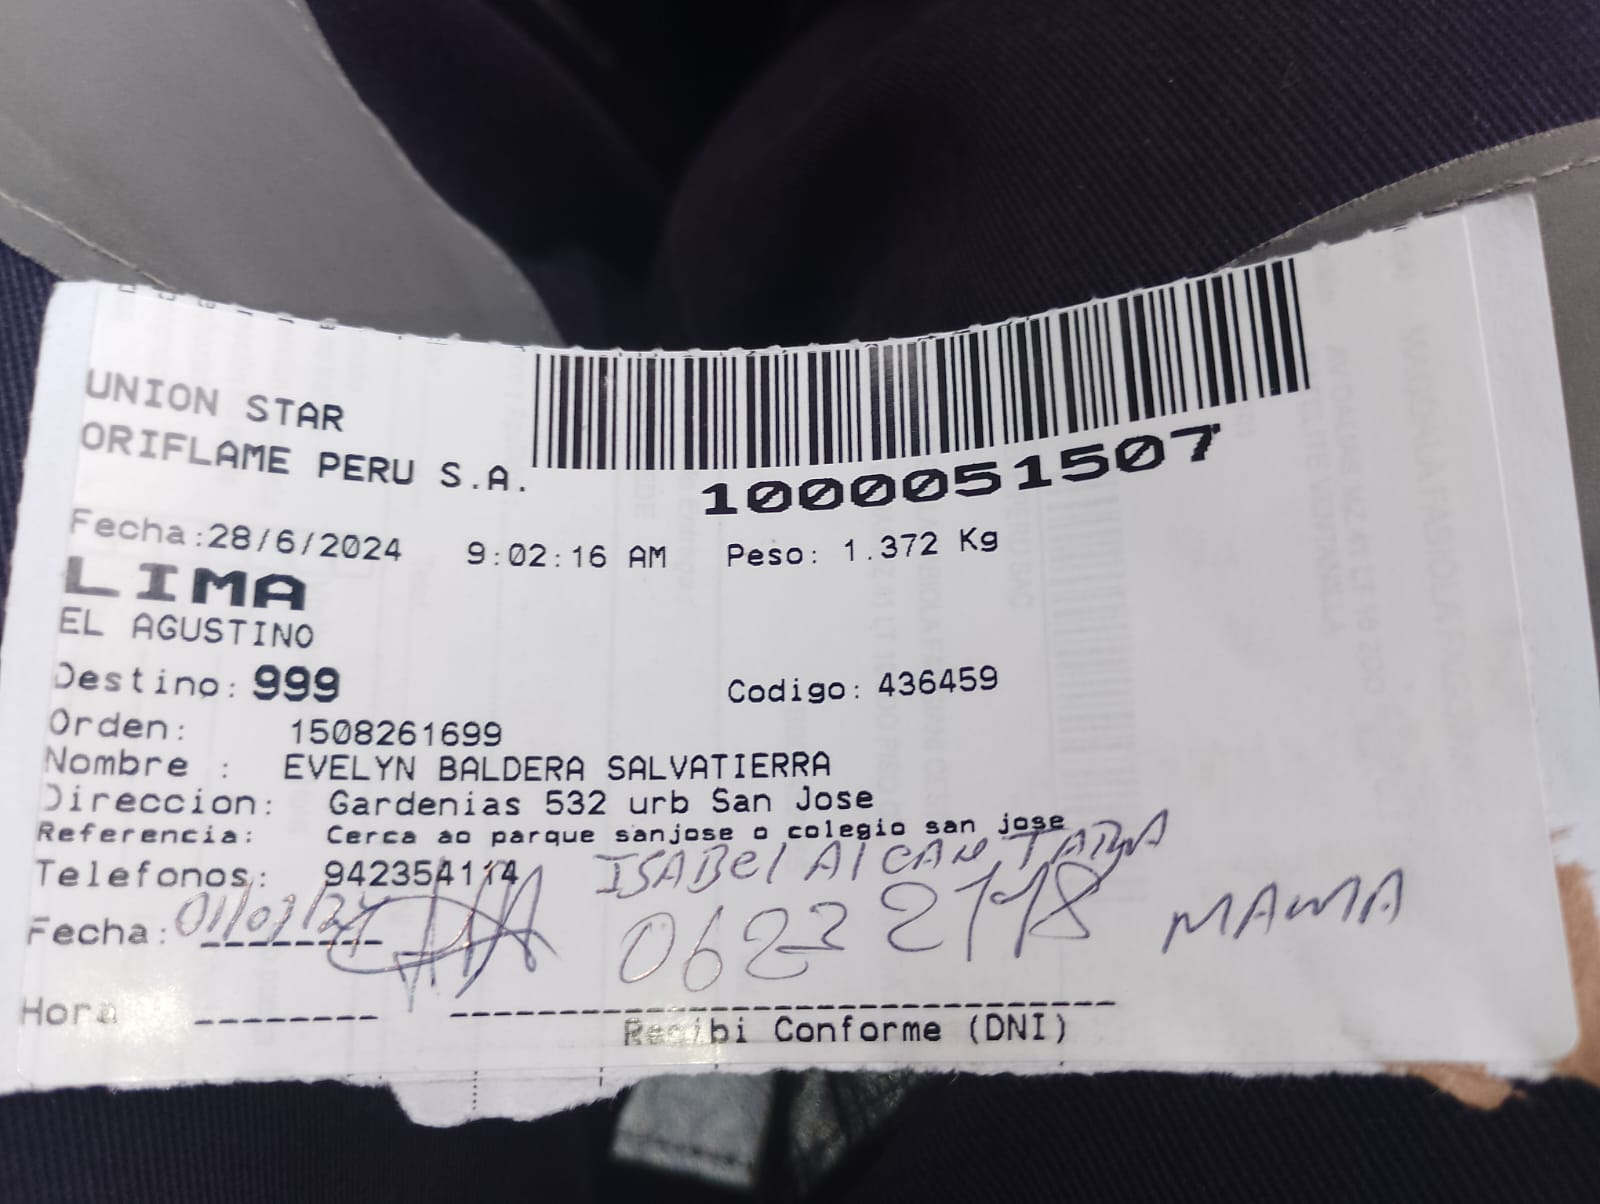 UNION STAR
ORIFLAME PERU S.A.
1000051507
Fecha:28/6/2024 9:02:16 AM Peso: 1.372 Kg
LIMA
EL AGUSTINO
Destino: 999 Codigo: 436459
Orden: 1508261699
Nombre : EVELYN BALDERA SALVATIERRA
Direccion: Gardenias 532 urb San Jose
Referencia: Cerca ao parque sanjose o colegio san jose
Telefonos: 942354114 ISABel AlCANTARA
Fecha: 01/07/24 MAMA
Hora
Recibi Conforme (DNI)